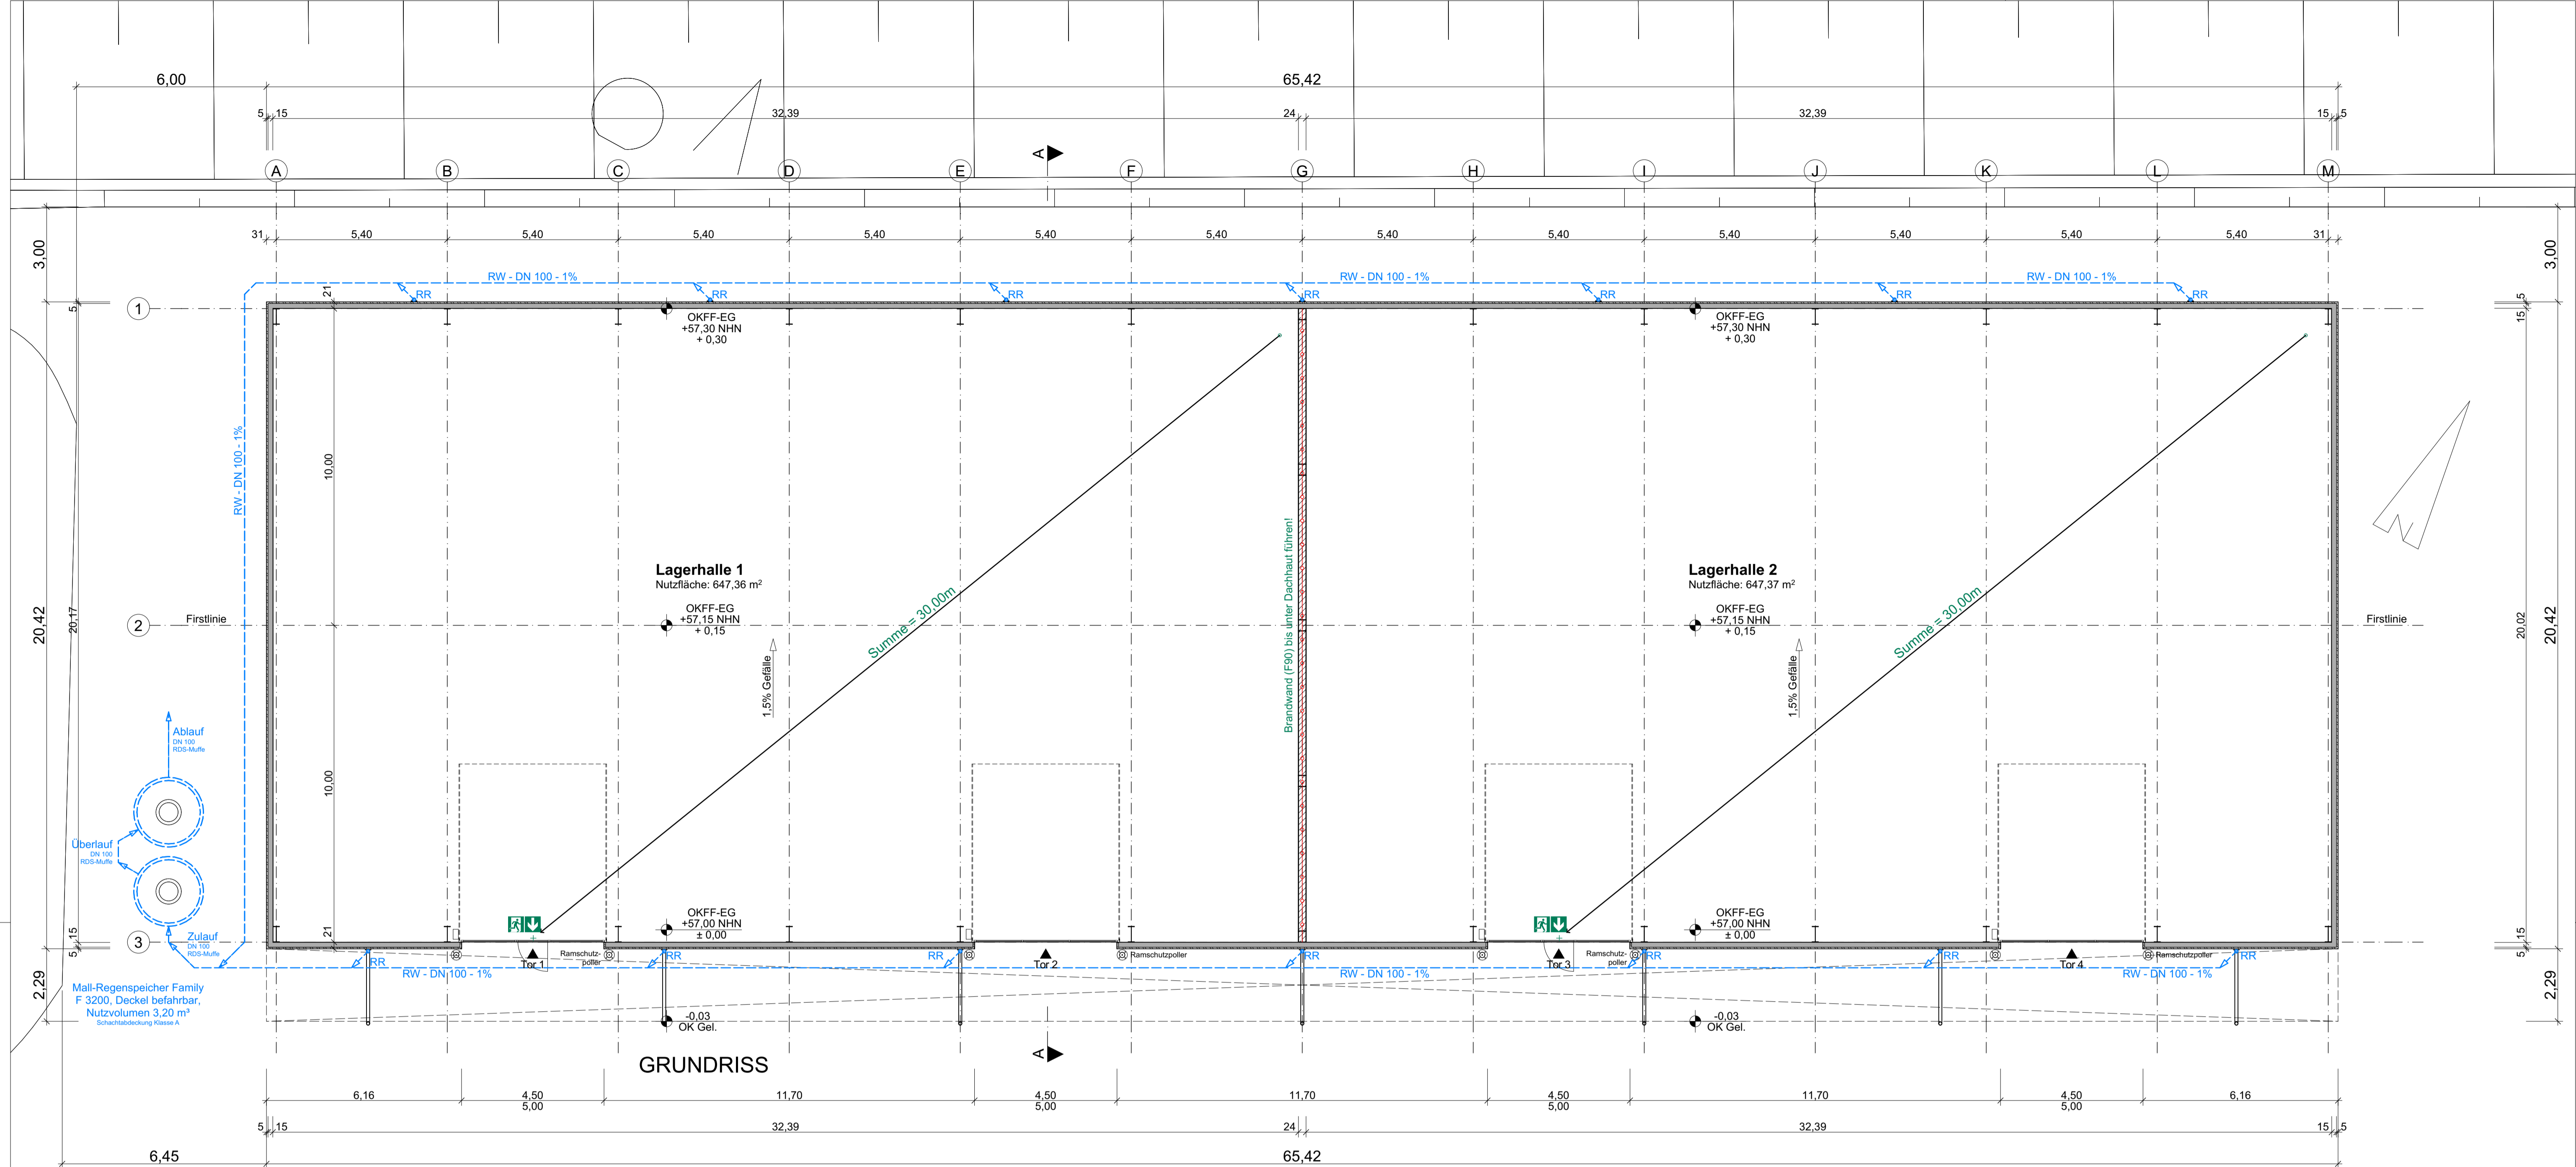 6,00
65,42
5
15
32,39
24
32,39
15
5
A
A
B
C
D
E
F
G
H
I
J
K
L
M
31
5,40
5,40
5,40
5,40
5,40
5,40
5,40
5,40
5,40
5,40
5,40
5,40
31
3,00
3,00
RW - DN 100 - 1%
RW - DN 100 - 1%
RW - DN 100 - 1%
21
RR
RR
RR
RR
RR
RR
RR
5
1
5
15
OKFF-EG
+57,30 NHN
+ 0,30
OKFF-EG
+57,30 NHN
+ 0,30
RW - DN 100 - 1%
10,00
Brandwand (F90) bis unter Dachhaut führen!
Lagerhalle 1
Nutzfläche: 647,36 m²
Lagerhalle 2
Nutzfläche: 647,37 m²
OKFF-EG
+57,15 NHN
+ 0,15
OKFF-EG
+57,15 NHN
+ 0,15
Summe = 30,00m
Summe = 30,00m
20,42
20,17
2
Firstlinie
Firstlinie
20,02
20,42
1,5% Gefälle
1,5% Gefälle
N
Ablauf
DN 100
RDS-Muffe
10,00
Überlauf
DN 100
RDS-Muffe
OKFF-EG
+57,00 NHN
± 0,00
OKFF-EG
+57,00 NHN
± 0,00
21
3
15
5
15
5
Zulauf
DN 100
RDS-Muffe
Tor 1
Ramschutz-
poller
Tor 2
Ramschutzpoller
Tor 3
Ramschutz-
poller
Tor 4
Ramschutzpoller
RR
RR
RR
RR
RR
RR
RR
RW - DN 100 - 1%
RW - DN 100 - 1%
RW - DN 100 - 1%
2,29
2,29
Mall-Regenspeicher Family
F 3200, Deckel befahrbar,
Nutzvolumen 3,20 m³
Schachtabdeckung Klasse A
-0,03
OK Gel.
-0,03
OK Gel.
A
GRUNDRISS
6,16
4,50
5,00
11,70
4,50
5,00
11,70
4,50
5,00
11,70
4,50
5,00
6,16
5
15
32,39
24
32,39
15
5
6,45
65,42